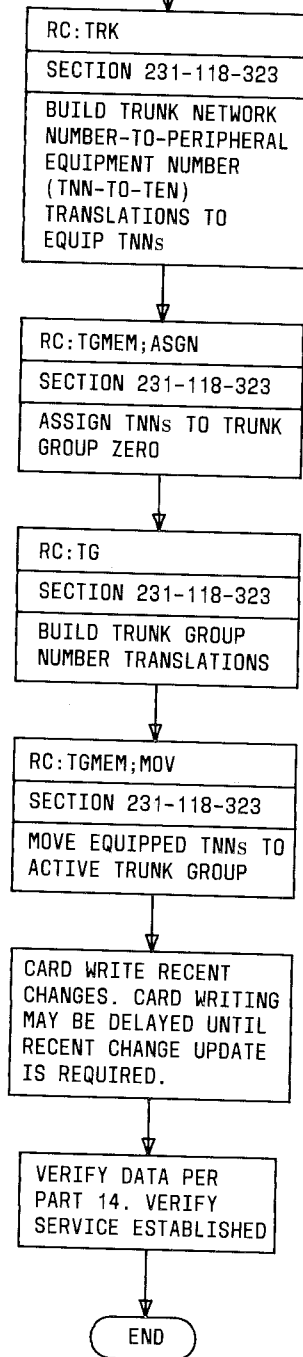 RC:TRK
SECTION 231-118-323
BUILD TRUNK NETWORK
NUMBER-TO-PERIPHERAL
EQUIPMENT NUMBER
(TNN-TO-TEN)
TRANSLATIONS TO
EQUIP TNNs
RC:TGMEM;ASGN
SECTION 231-118-323
ASSIGN TNNs TO TRUNK
GROUP ZERO
RC:TG
SECTION 231-118-323
BUILD TRUNK GROUP
NUMBER TRANSLATIONS
RC:TGMEM;MOV
SECTION 231-118-323
MOVE EQUIPPED TNNs TO
ACTIVE TRUNK GROUP
CARD WRITE RECENT
CHANGES. CARD WRITING
MAY BE DELAYED UNTIL
RECENT CHANGE UPDATE
IS REQUIRED.
VERIFY DATA PER
PART 14. VERIFY
SERVICE ESTABLISHED
END